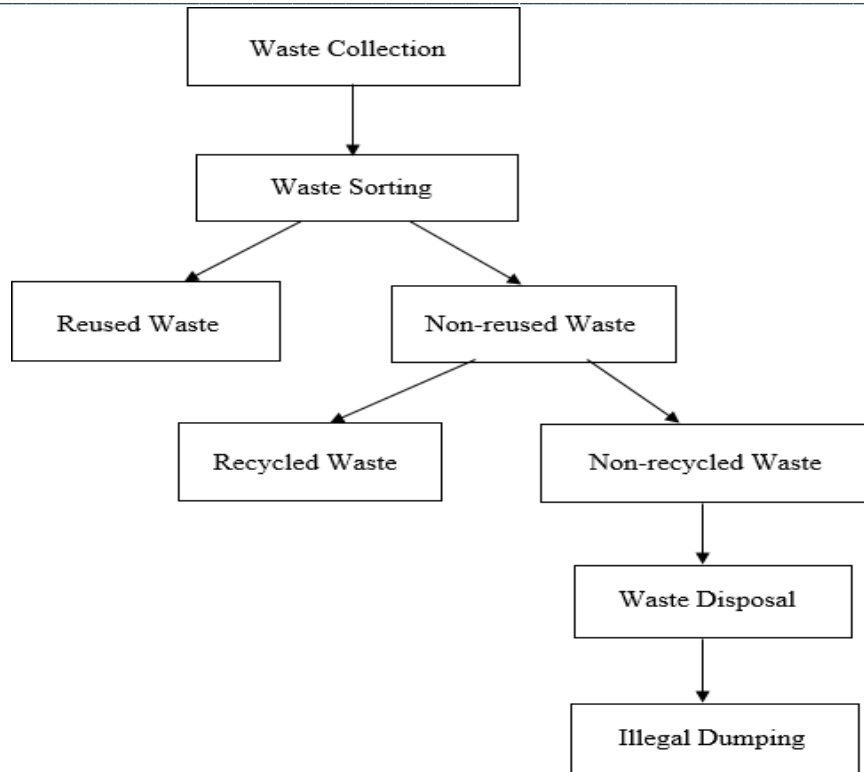 Waste Collection
Waste Sorting
Reused Waste
Non-reused Waste
Recycled Waste
Non-recycled Waste
Waste Disposal
Illegal Dumping